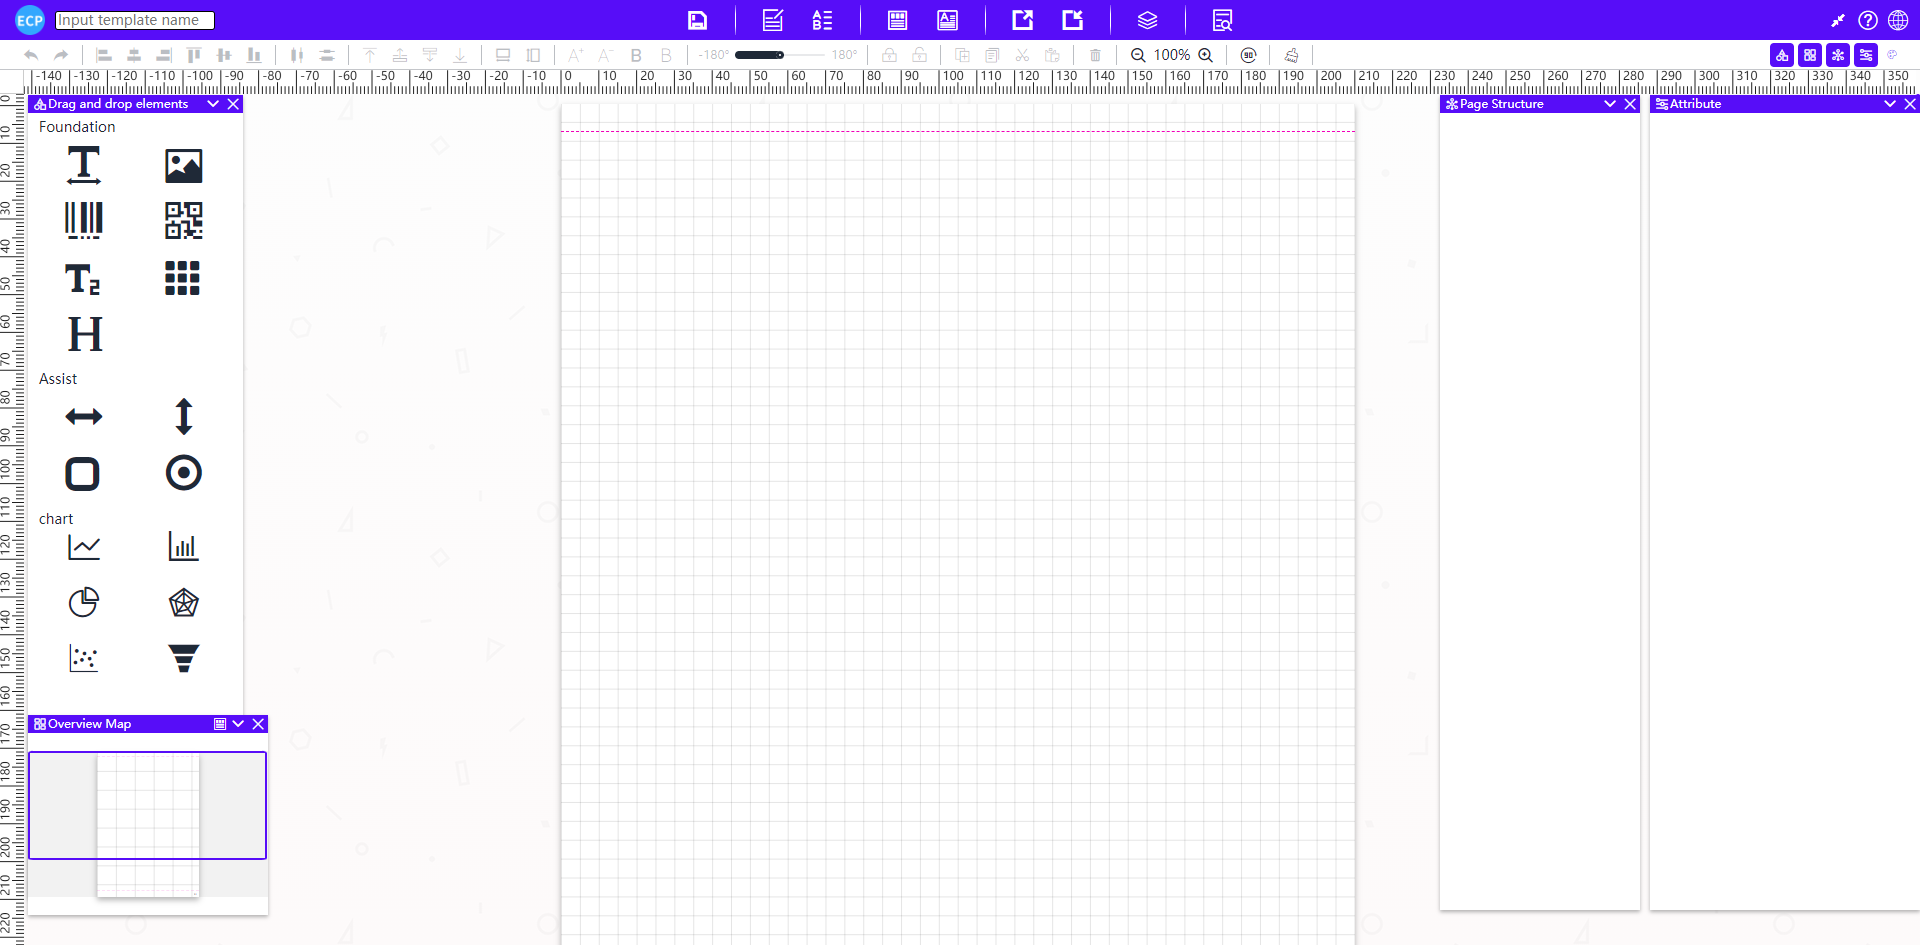 ECP Input template name
-180° 180° 100%
-140 -130 -120 -110 -100 -90 -80 -70 -60 -50 -40 -30 -20 -10 0 10 20 30 40 50 60 70 80 90 100 110 120 130 140 150 160 170 180 190 200 210 220 230 240 250 260 270 280 290 300 310 320 330 340 350
Drag and drop elements
Foundation
Assist
chart
Overview Map
Page Structure
Attribute
0
10
20
30
40
50
60
70
80
90
100
110
120
130
140
150
160
170
180
190
200
210
220